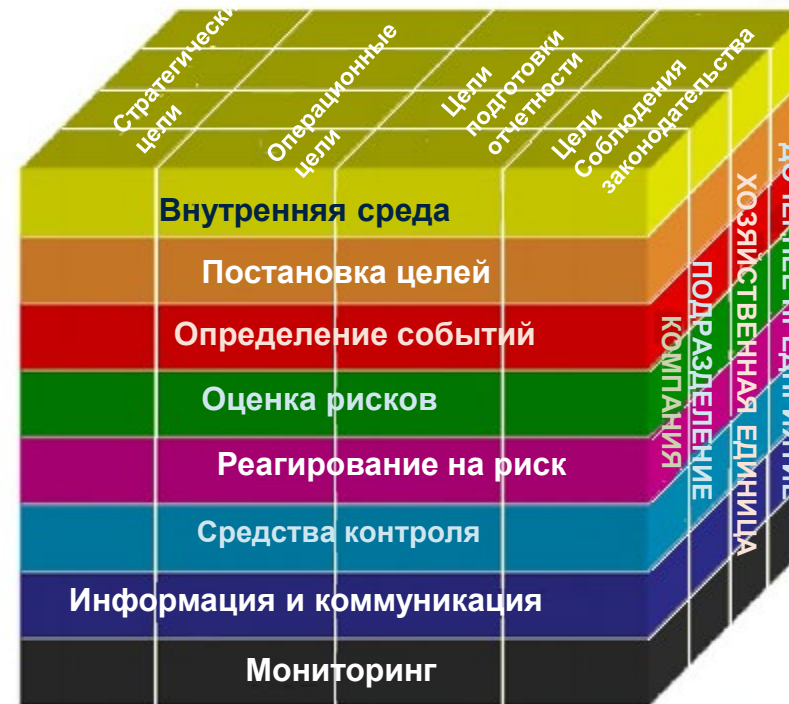 Стратегически
цели
Операционные
цели
Цели
подготовки
отчетности
Цели
Соблюдения
законодательства
Внутренняя среда
Постановка целей
Определение событий
Оценка рисков
Реагирование на риск
Средства контроля
Информация и коммуникация
Мониторинг
КОМПАНИЯ
ПОДРАЗДЕЛЕНИЕ
ХОЗЯЙСТВЕННАЯ ЕДИНИЦА